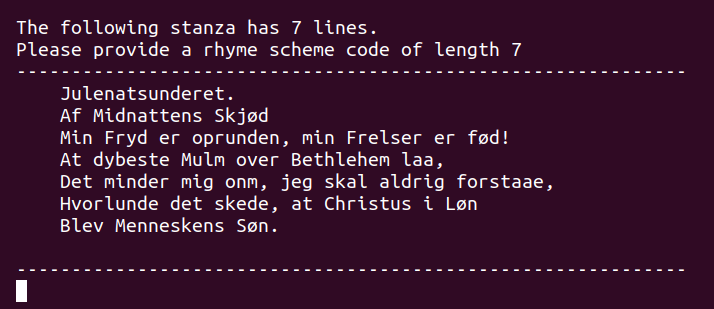 The following stanza has 7 lines.
Please provide a rhyme scheme code of length 7
-------------------------------------------------------------
Julenatsunderet.
Af Midnattens Skjød
Min Fryd er oprunden, min Frelser er fød!
At dybeste Mulm over Bethlehem laa,
Det minder mig onm, jeg skal aldrig forstaae,
Hvorlunde det skede, at Christus i Løn
Blev Menneskens Søn.
-------------------------------------------------------------